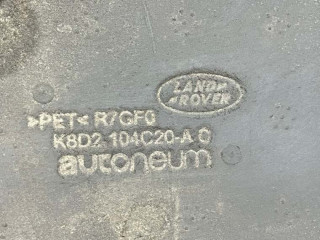 LAND
ROVER
>PET< R7GF0
K8D2-104C20-A C
autoneum